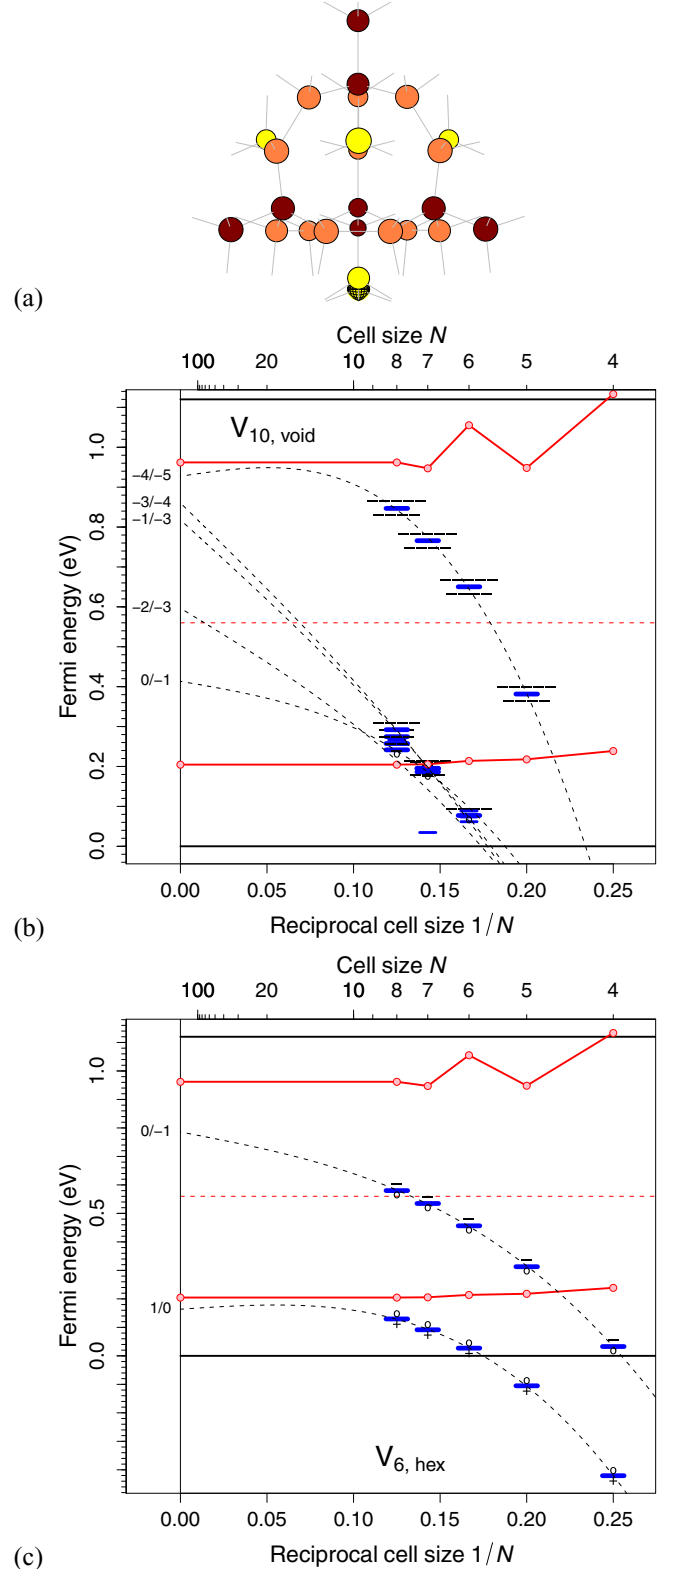 (a)
Cell size N
100 20 10 8 7 6 5 4
V10, void
Fermi energy (eV)
1.0
0.8
0.6
0.4
0.2
0.0
−4/−5
−3/−4
−1/−3
−2/−3
0/−1
0.00 0.05 0.10 0.15 0.20 0.25
Reciprocal cell size 1/N
(b)
Cell size N
100 20 10 8 7 6 5 4
Fermi energy (eV)
1.0
0.5
0.0
0/−1
1/0
V6, hex
0.00 0.05 0.10 0.15 0.20 0.25
Reciprocal cell size 1/N
(c)